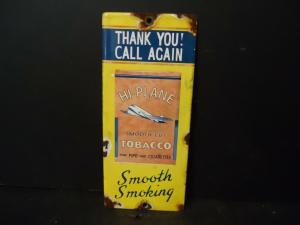 THANK YOU!
CALL AGAIN
HI-PLANE
SMOOTH CUT
TOBACCO
FOR PIPE AND CIGARETTES
Smooth
Smoking